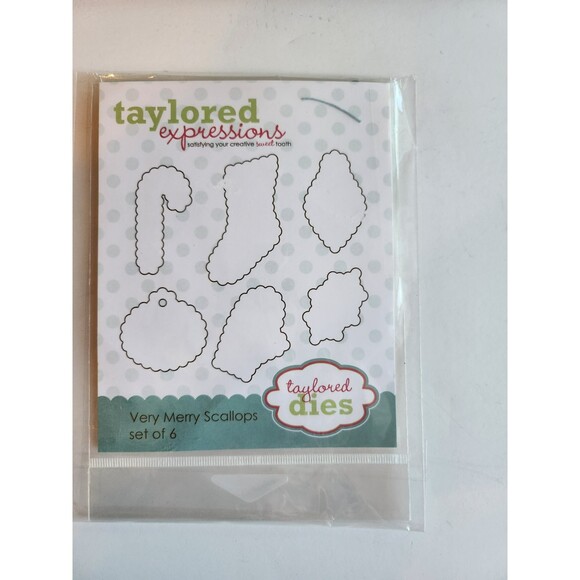 taylored
expressions
satisfying your creative sweet tooth
taylored
dies
Very Merry Scallops
set of 6